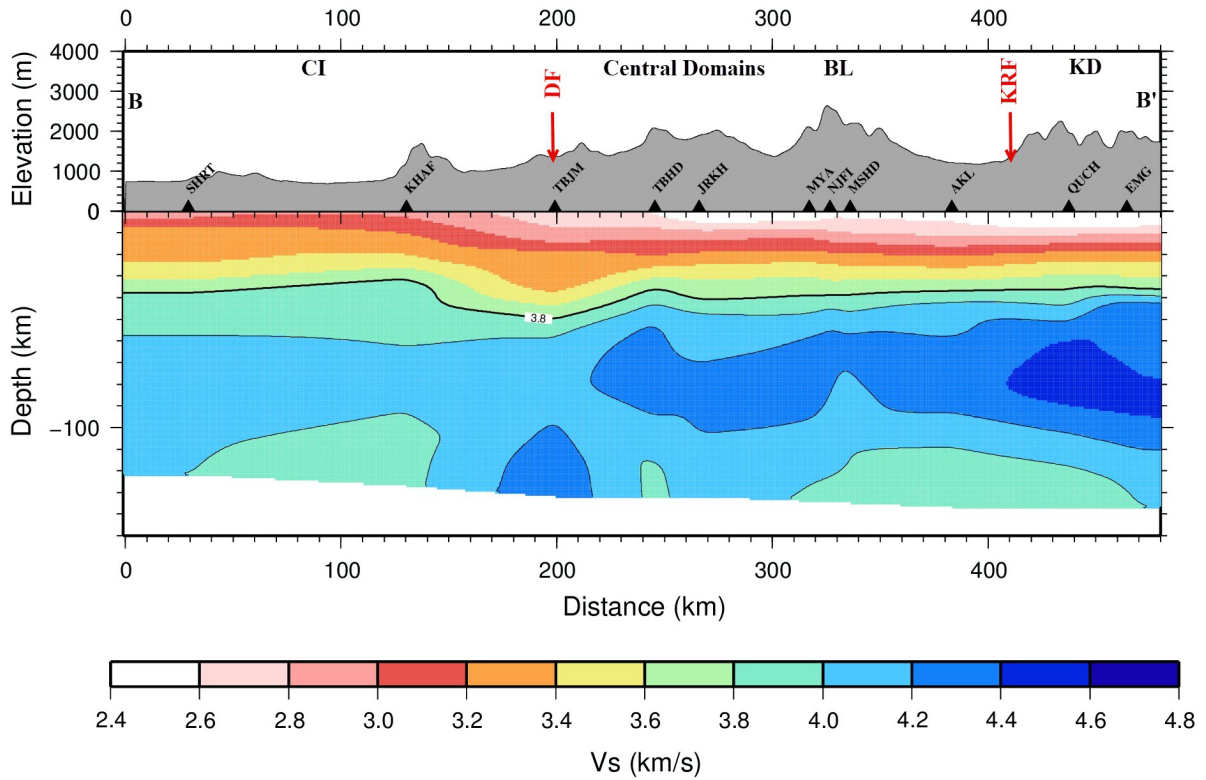 0 100 200 300 400
4000
3000
2000
1000
0
Elevation (m)
CI Central Domains BL KD
DF
KRF
B B'
SHRT KHAF TBJM TBHD JRKH MYA NJFI MSHD AKL QUCH EMG
3.8
−100
Depth (km)
0 100 200 300 400
Distance (km)
2.4 2.6 2.8 3.0 3.2 3.4 3.6 3.8 4.0 4.2 4.4 4.6 4.8
Vs (km/s)